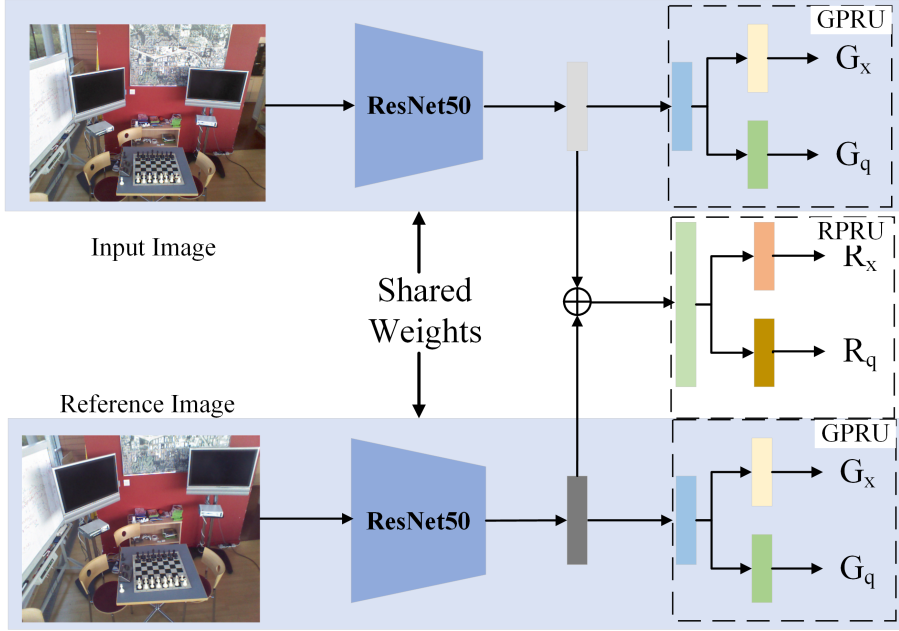 GPRU
ResNet50
Gx
Gq
Input Image
RPRU
Rx
Shared
Weights
Rq
Reference Image
GPRU
ResNet50
Gx
Gq